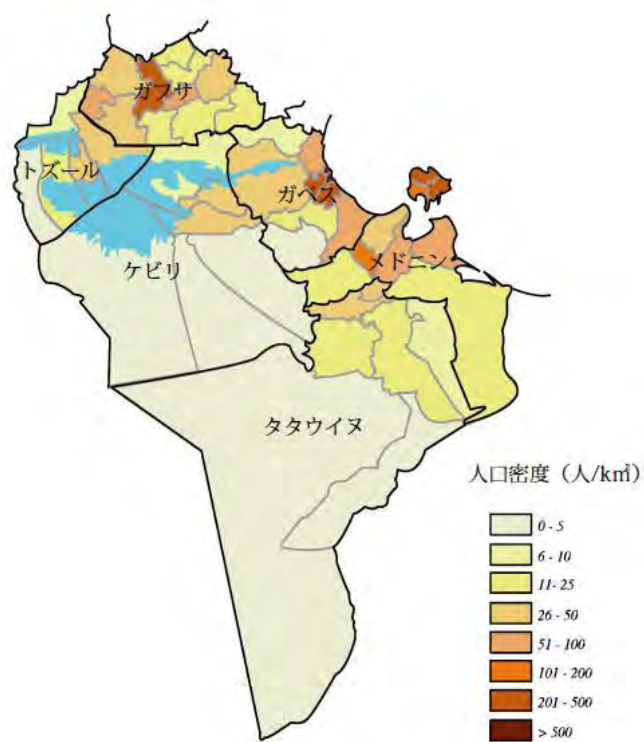 ガフサ
トズール
ガベス
メドニン
ケビリ
タタウイヌ
人口密度（人/k㎡）
0 - 5
6 - 10
11- 25
26 - 50
51 - 100
101 - 200
201 - 500
> 500